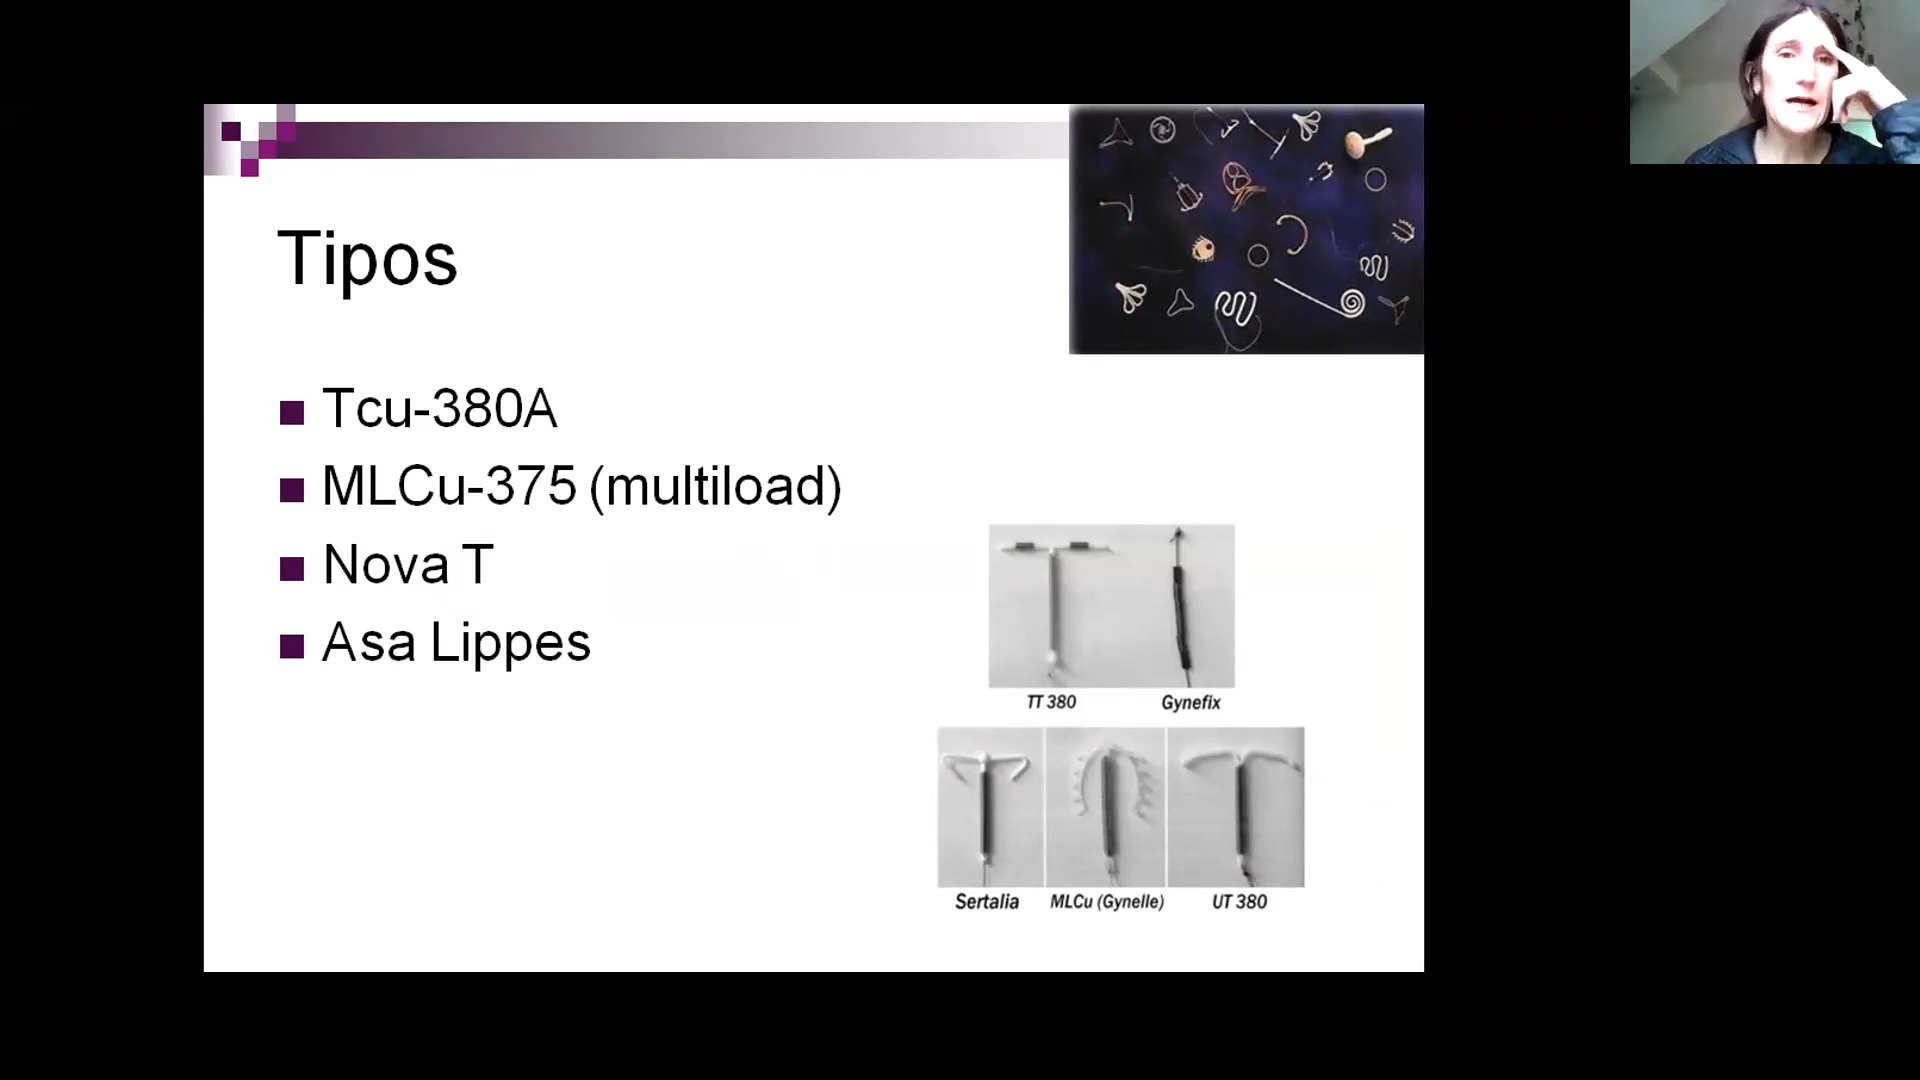 Tipos
Tcu-380A
MLCu-375 (multiload)
Nova T
Asa Lippes
TT 380 Gynefix
Sertalia MLCu (Gynelle) UT 380